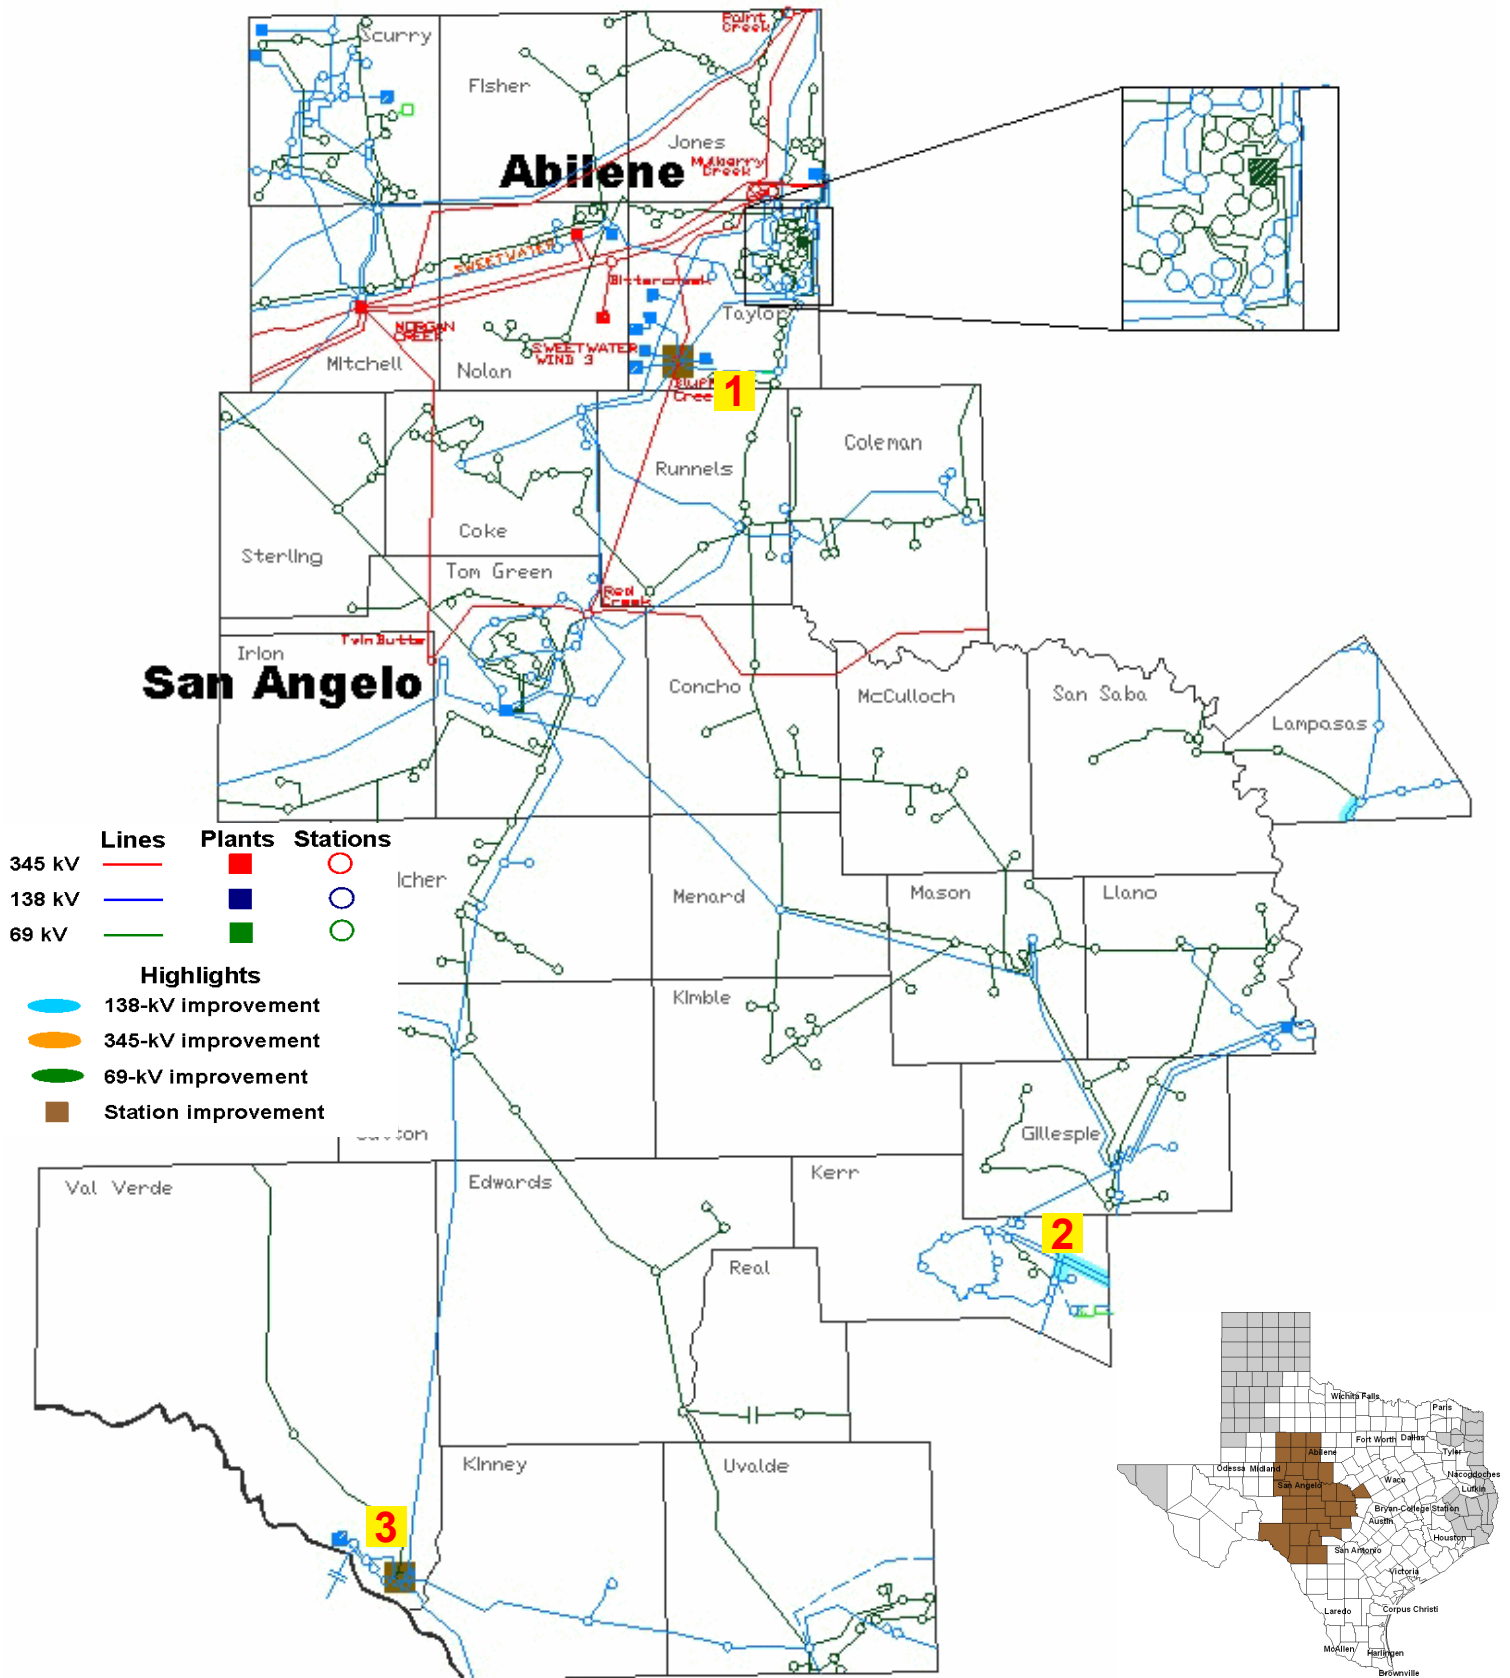 Paint
Creek
Scurry
Fisher
Jones
Abilene
Mulberry
Creek
SWEETWATER
Bittercreek
Taylor
MORGAN
CREEK
Mitchell
Nolan
SWEETWATER
WIND 3
1
Coleman
Runnels
Coke
Sterling
Tom Green
Red
Creek
Twin Butte
Irion
San Angelo
Concho
McCulloch
San Saba
Lampasas
Lines Plants Stations
345 kV
138 kV
69 kV
Menard
Mason
Llano
Highlights
138-kV improvement
345-kV improvement
69-kV improvement
Station improvement
Kimble
Gillespie
Val Verde
Edwards
Kerr
2
Real
Kinney
Uvalde
3
Wichita Falls
Paris
Fort Worth
Dallas
Tyler
Abilene
Odessa
Midland
Waco
Nacogdoches
San Angelo
Lufkin
Bryan-College Station
Austin
Houston
San Antonio
Victoria
Laredo
Corpus Christi
McAllen
Harlingen
Brownville